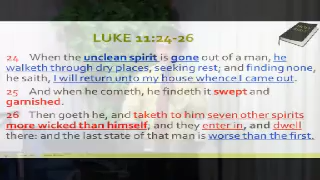 LUKE 11:24-26
24 When the unclean spirit is gone out of a man, he
walketh through dry places, seeking rest; and finding none,
he saith, I will return unto my house whence I came out.
25 And when he cometh, he findeth it swept and
garnished.
26 Then goeth he, and taketh to him seven other spirits
more wicked than himself; and they enter in, and dwell
there: and the last state of that man is worse than the first.